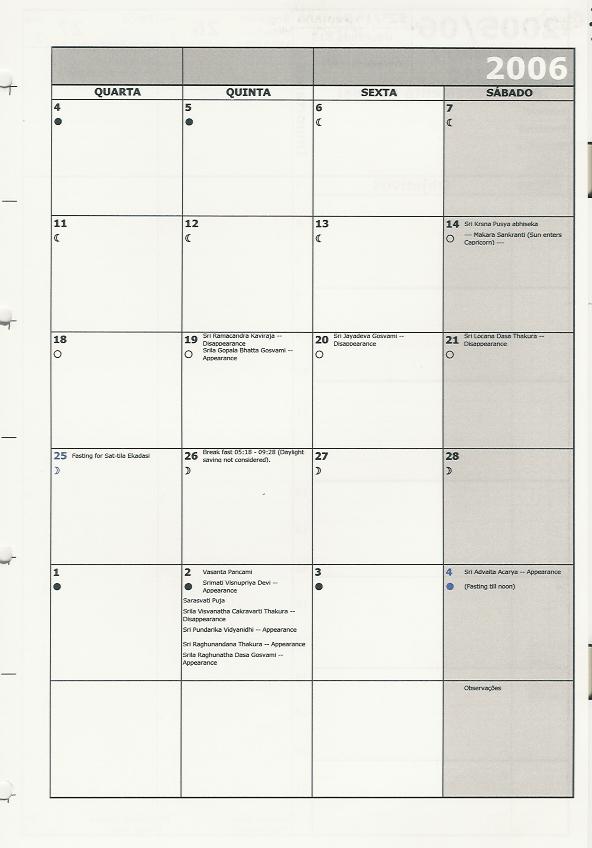 2006
QUARTA QUINTA SEXTA SÁBADO
4 5 6 7
11 12 13 14 Sri Krsna Pusya abhiseka
--- Makara Sankranti (Sun enters
Capricorn) ---
18
19 Sri Ramacandra Kaviraja --
Disappearance
Srila Gopala Bhatta Gosvami --
Appearance
20 Sri Jayadeva Gosvami --
Disappearance
21 Sri Locana Dasa Thakura --
Disappearance
25 Fasting for Sat-tila Ekadasi
26 Break fast 05:18 - 09:28 (Daylight
saving not considered).
27
28
1
2 Vasanta Pancami
Srimati Visnupriya Devi --
Appearance
Sarasvati Puja
Srila Visvanatha Cakravarti Thakura --
Disappearance
Sri Pundarika Vidyanidhi -- Appearance
Sri Raghunandana Thakura -- Appearance
Srila Raghunatha Dasa Gosvami --
Appearance
3
4 Sri Advaita Acarya -- Appearance
(Fasting till noon)
Observações